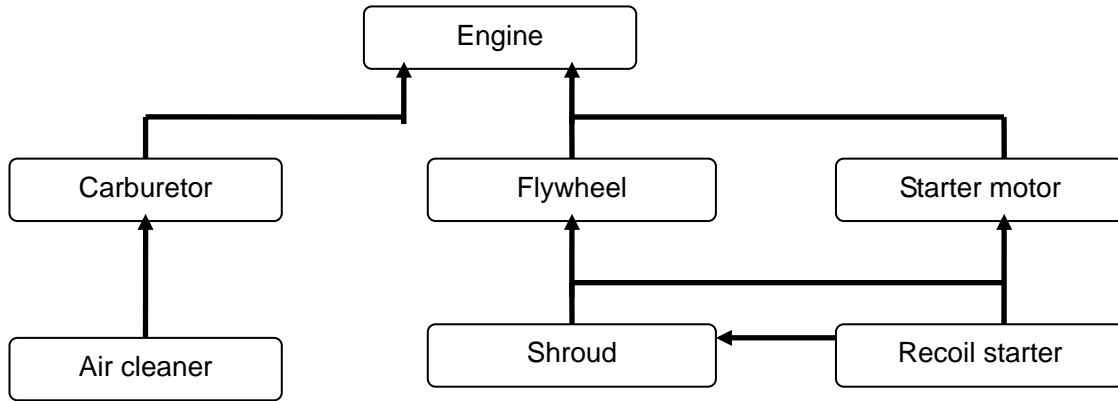 Engine
Carburetor
Flywheel
Starter motor
Air cleaner
Shroud
Recoil starter